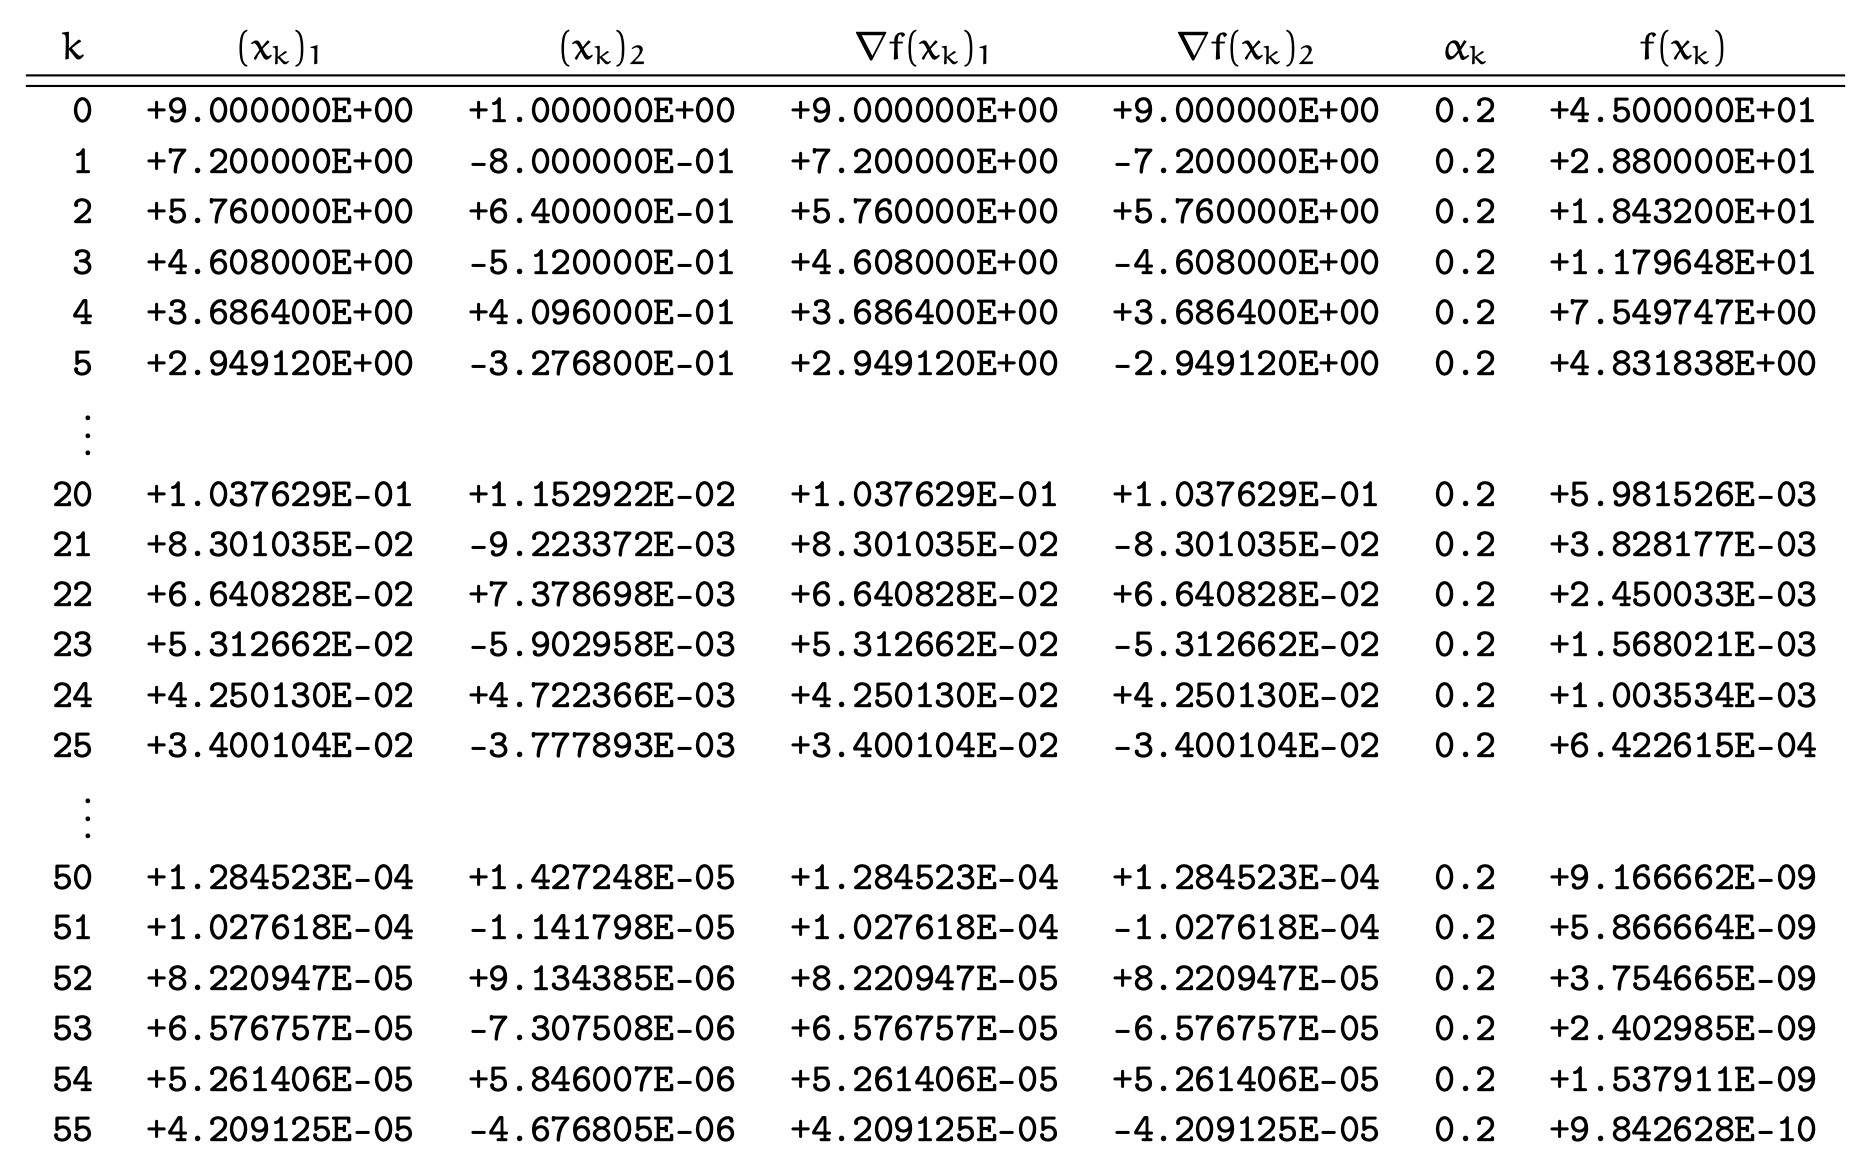 k (xₖ)₁ (xₖ)₂ ∇f(xₖ)₁ ∇f(xₖ)₂ αₖ f(xₖ)
0 +9.000000E+00 +1.000000E+00 +9.000000E+00 +9.000000E+00 0.2 +4.500000E+01
1 +7.200000E+00 -8.000000E-01 +7.200000E+00 -7.200000E+00 0.2 +2.880000E+01
2 +5.760000E+00 +6.400000E-01 +5.760000E+00 +5.760000E+00 0.2 +1.843200E+01
3 +4.608000E+00 -5.120000E-01 +4.608000E+00 -4.608000E+00 0.2 +1.179648E+01
4 +3.686400E+00 +4.096000E-01 +3.686400E+00 +3.686400E+00 0.2 +7.549747E+00
5 +2.949120E+00 -3.276800E-01 +2.949120E+00 -2.949120E+00 0.2 +4.831838E+00
⋮
20 +1.037629E-01 +1.152922E-02 +1.037629E-01 +1.037629E-01 0.2 +5.981526E-03
21 +8.301035E-02 -9.223372E-03 +8.301035E-02 -8.301035E-02 0.2 +3.828177E-03
22 +6.640828E-02 +7.378698E-03 +6.640828E-02 +6.640828E-02 0.2 +2.450033E-03
23 +5.312662E-02 -5.902958E-03 +5.312662E-02 -5.312662E-02 0.2 +1.568021E-03
24 +4.250130E-02 +4.722366E-03 +4.250130E-02 +4.250130E-02 0.2 +1.003534E-03
25 +3.400104E-02 -3.777893E-03 +3.400104E-02 -3.400104E-02 0.2 +6.422615E-04
⋮
50 +1.284523E-04 +1.427248E-05 +1.284523E-04 +1.284523E-04 0.2 +9.166662E-09
51 +1.027618E-04 -1.141798E-05 +1.027618E-04 -1.027618E-04 0.2 +5.866664E-09
52 +8.220947E-05 +9.134385E-06 +8.220947E-05 +8.220947E-05 0.2 +3.754665E-09
53 +6.576757E-05 -7.307508E-06 +6.576757E-05 -6.576757E-05 0.2 +2.402985E-09
54 +5.261406E-05 +5.846007E-06 +5.261406E-05 +5.261406E-05 0.2 +1.537911E-09
55 +4.209125E-05 -4.676805E-06 +4.209125E-05 -4.209125E-05 0.2 +9.842628E-10